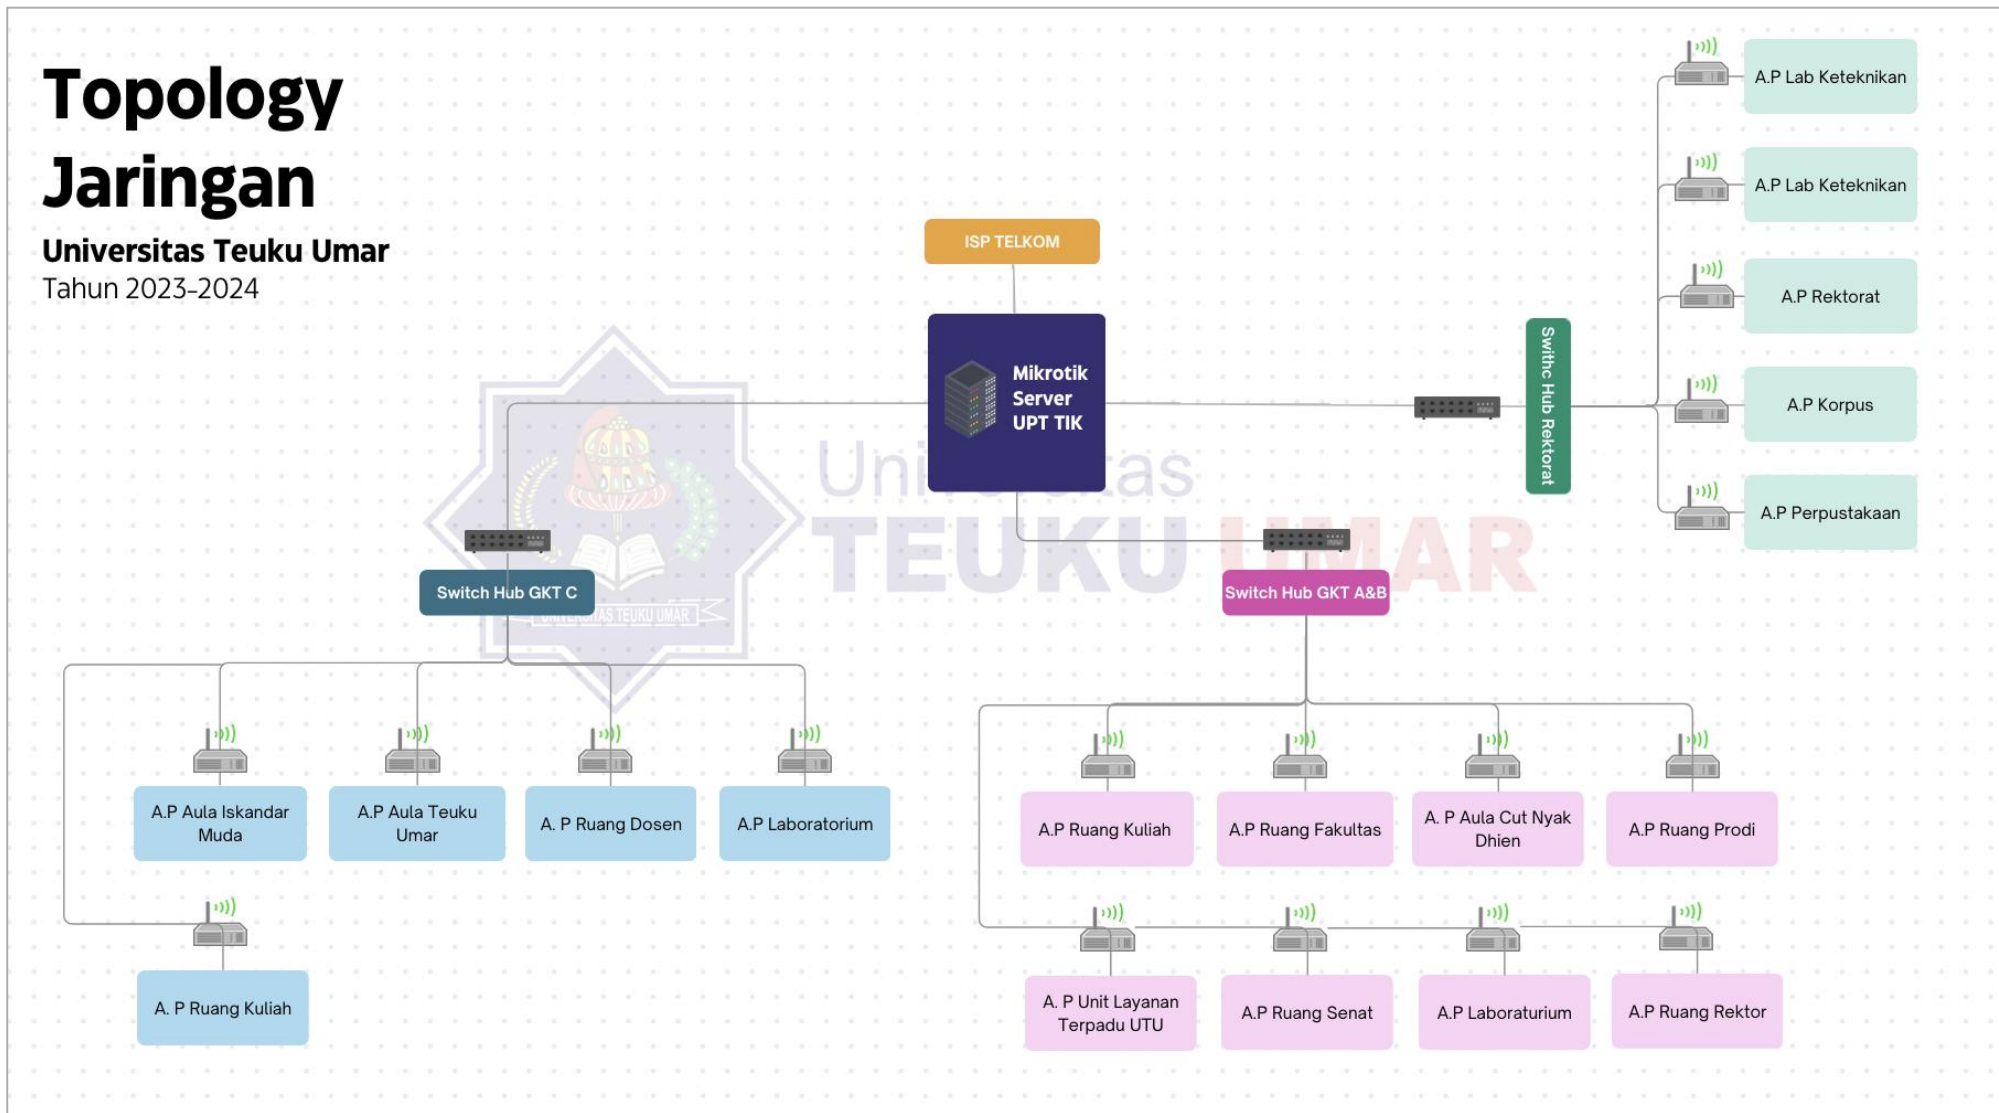 Topology
Jaringan
Universitas Teuku Umar
Tahun 2023-2024
ISP TELKOM
Mikrotik
Server
UPT TIK
Swithc Hub Rektorat
A.P Lab Keteknikan
A.P Lab Keteknikan
A.P Rektorat
A.P Korpus
A.P Perpustakaan
Universitas
TEUKU UMAR
UNIVERSITAS TEUKU UMAR
Switch Hub GKT C
Switch Hub GKT A&B
A.P Aula Iskandar
Muda
A.P Aula Teuku
Umar
A. P Ruang Dosen
A.P Laboratorium
A. P Ruang Kuliah
A.P Ruang Kuliah
A.P Ruang Fakultas
A. P Aula Cut Nyak
Dhien
A.P Ruang Prodi
A. P Unit Layanan
Terpadu UTU
A.P Ruang Senat
A.P Laboraturium
A.P Ruang Rektor